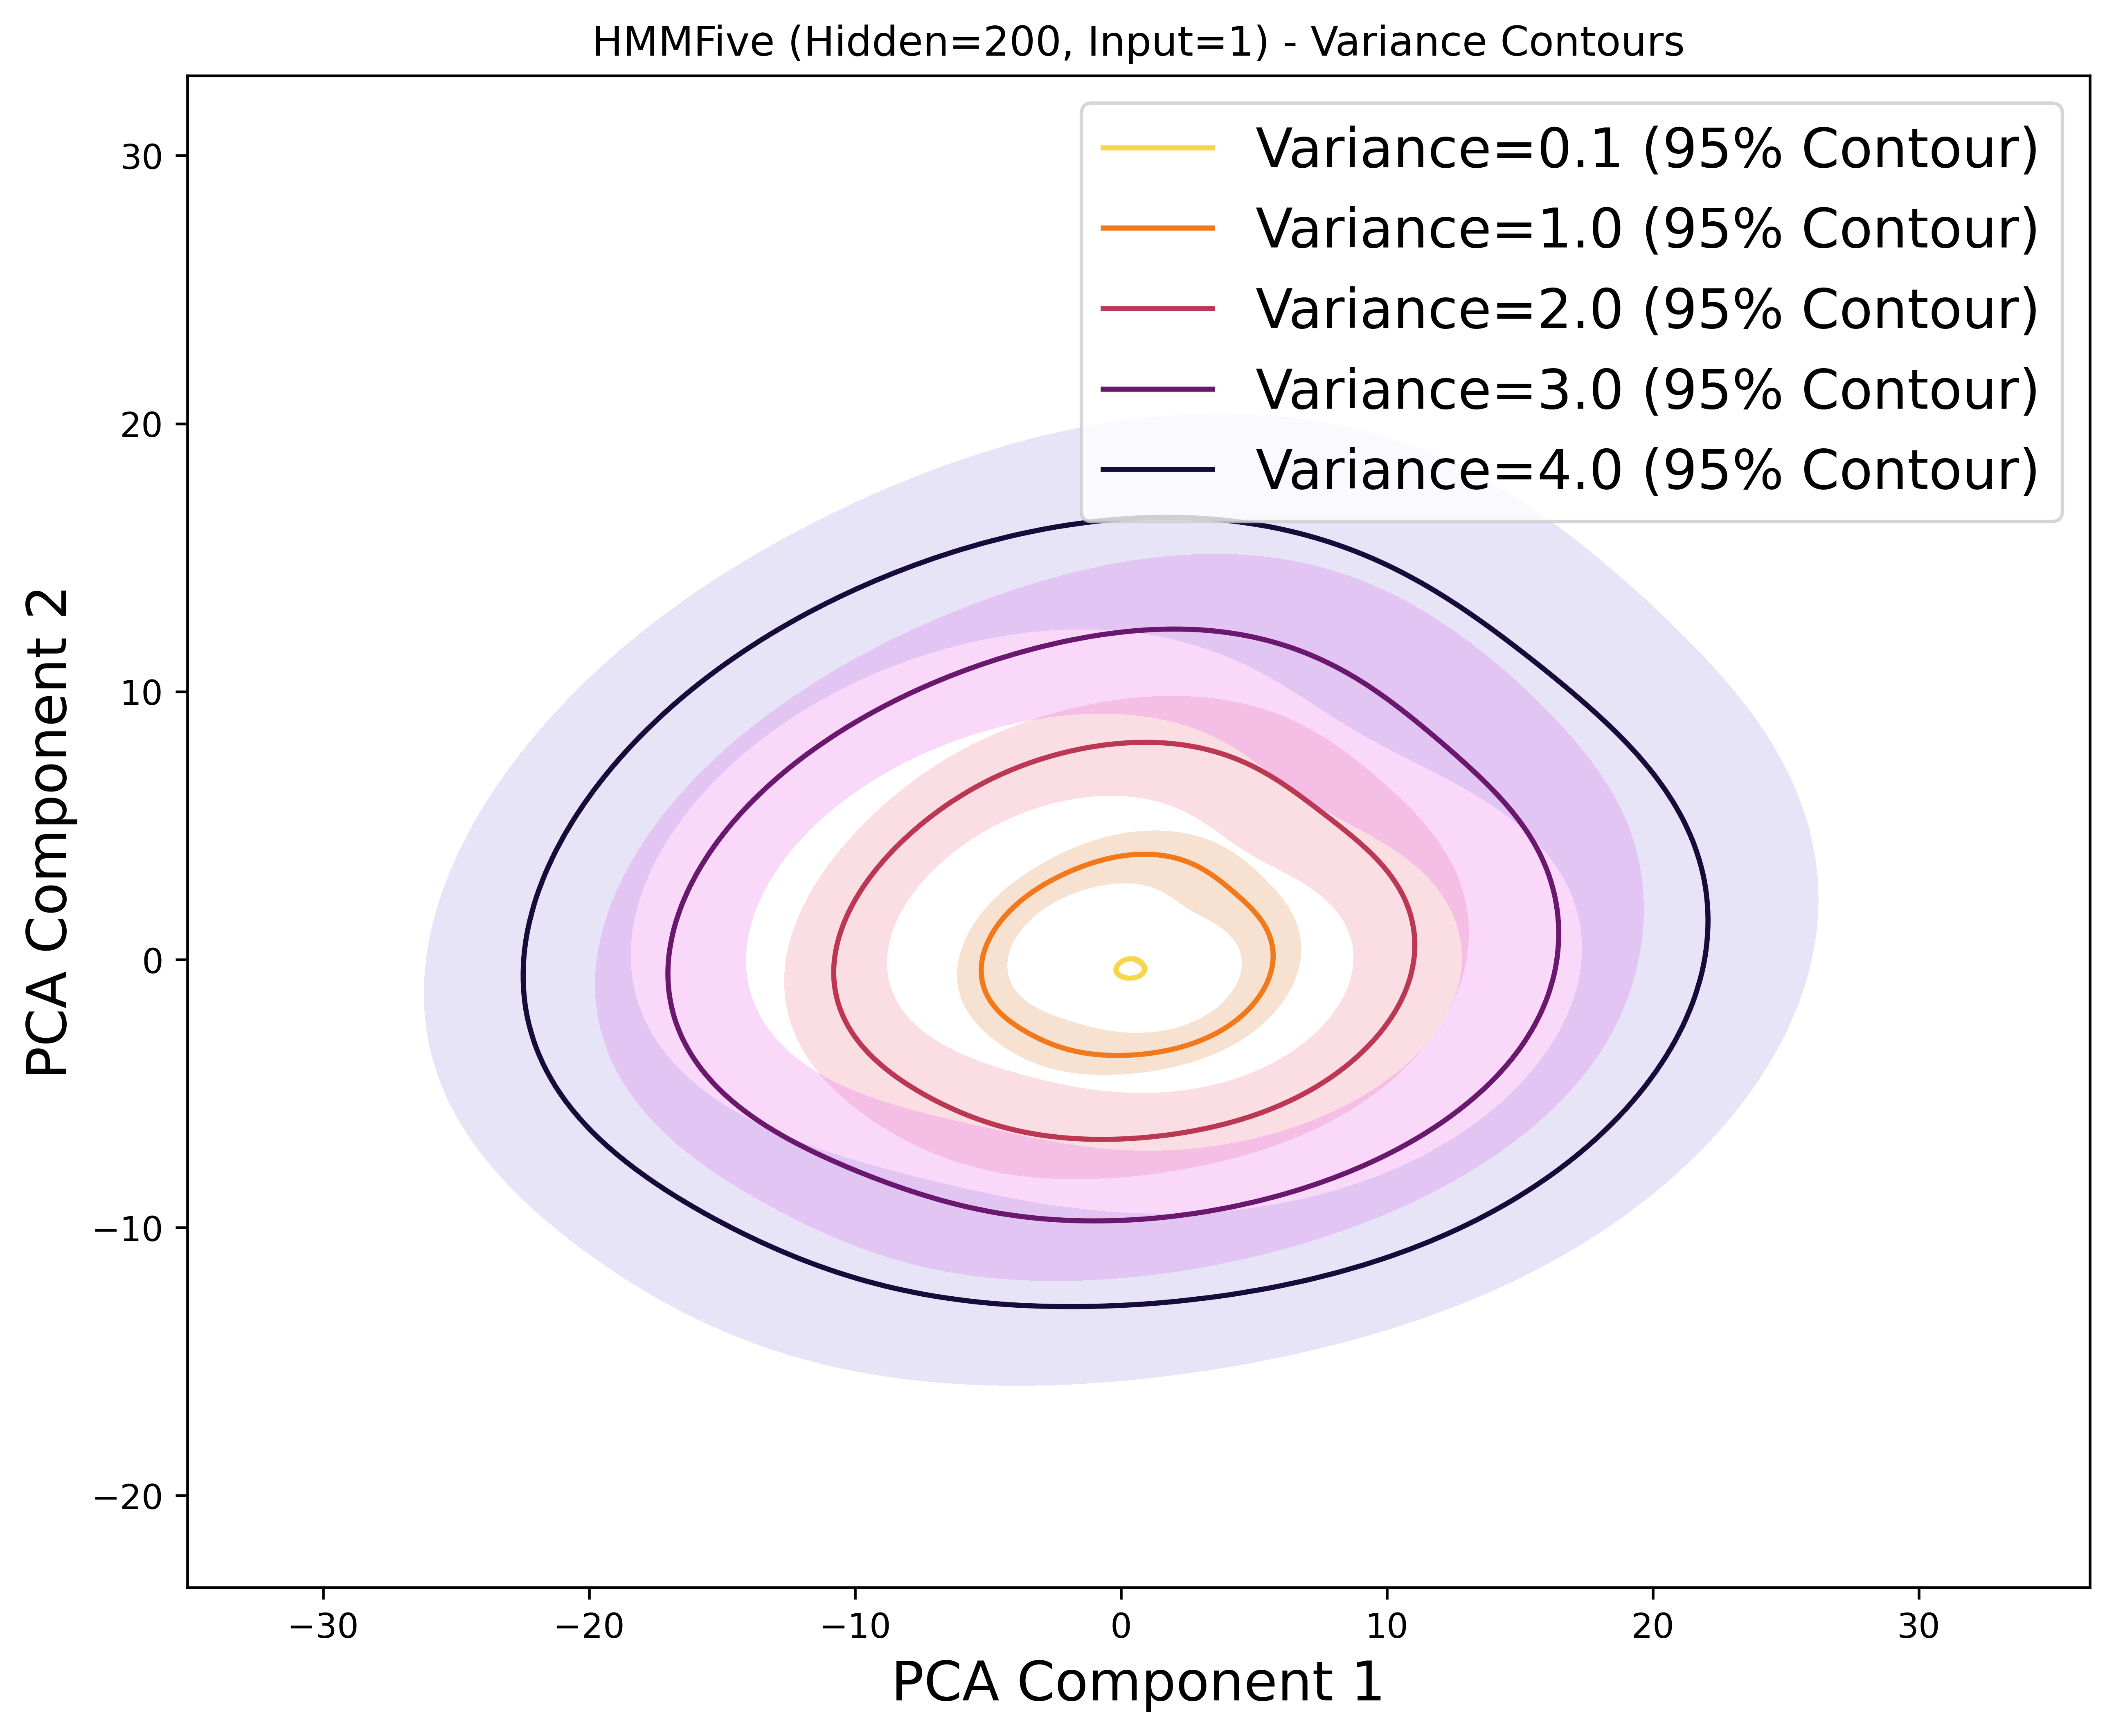 HMMFive (Hidden=200, Input=1) - Variance Contours
Variance=0.1 (95% Contour)
Variance=1.0 (95% Contour)
Variance=2.0 (95% Contour)
Variance=3.0 (95% Contour)
Variance=4.0 (95% Contour)
PCA Component 2
30
20
10
0
−10
−20
−30
−20
−10
0
10
20
30
PCA Component 1